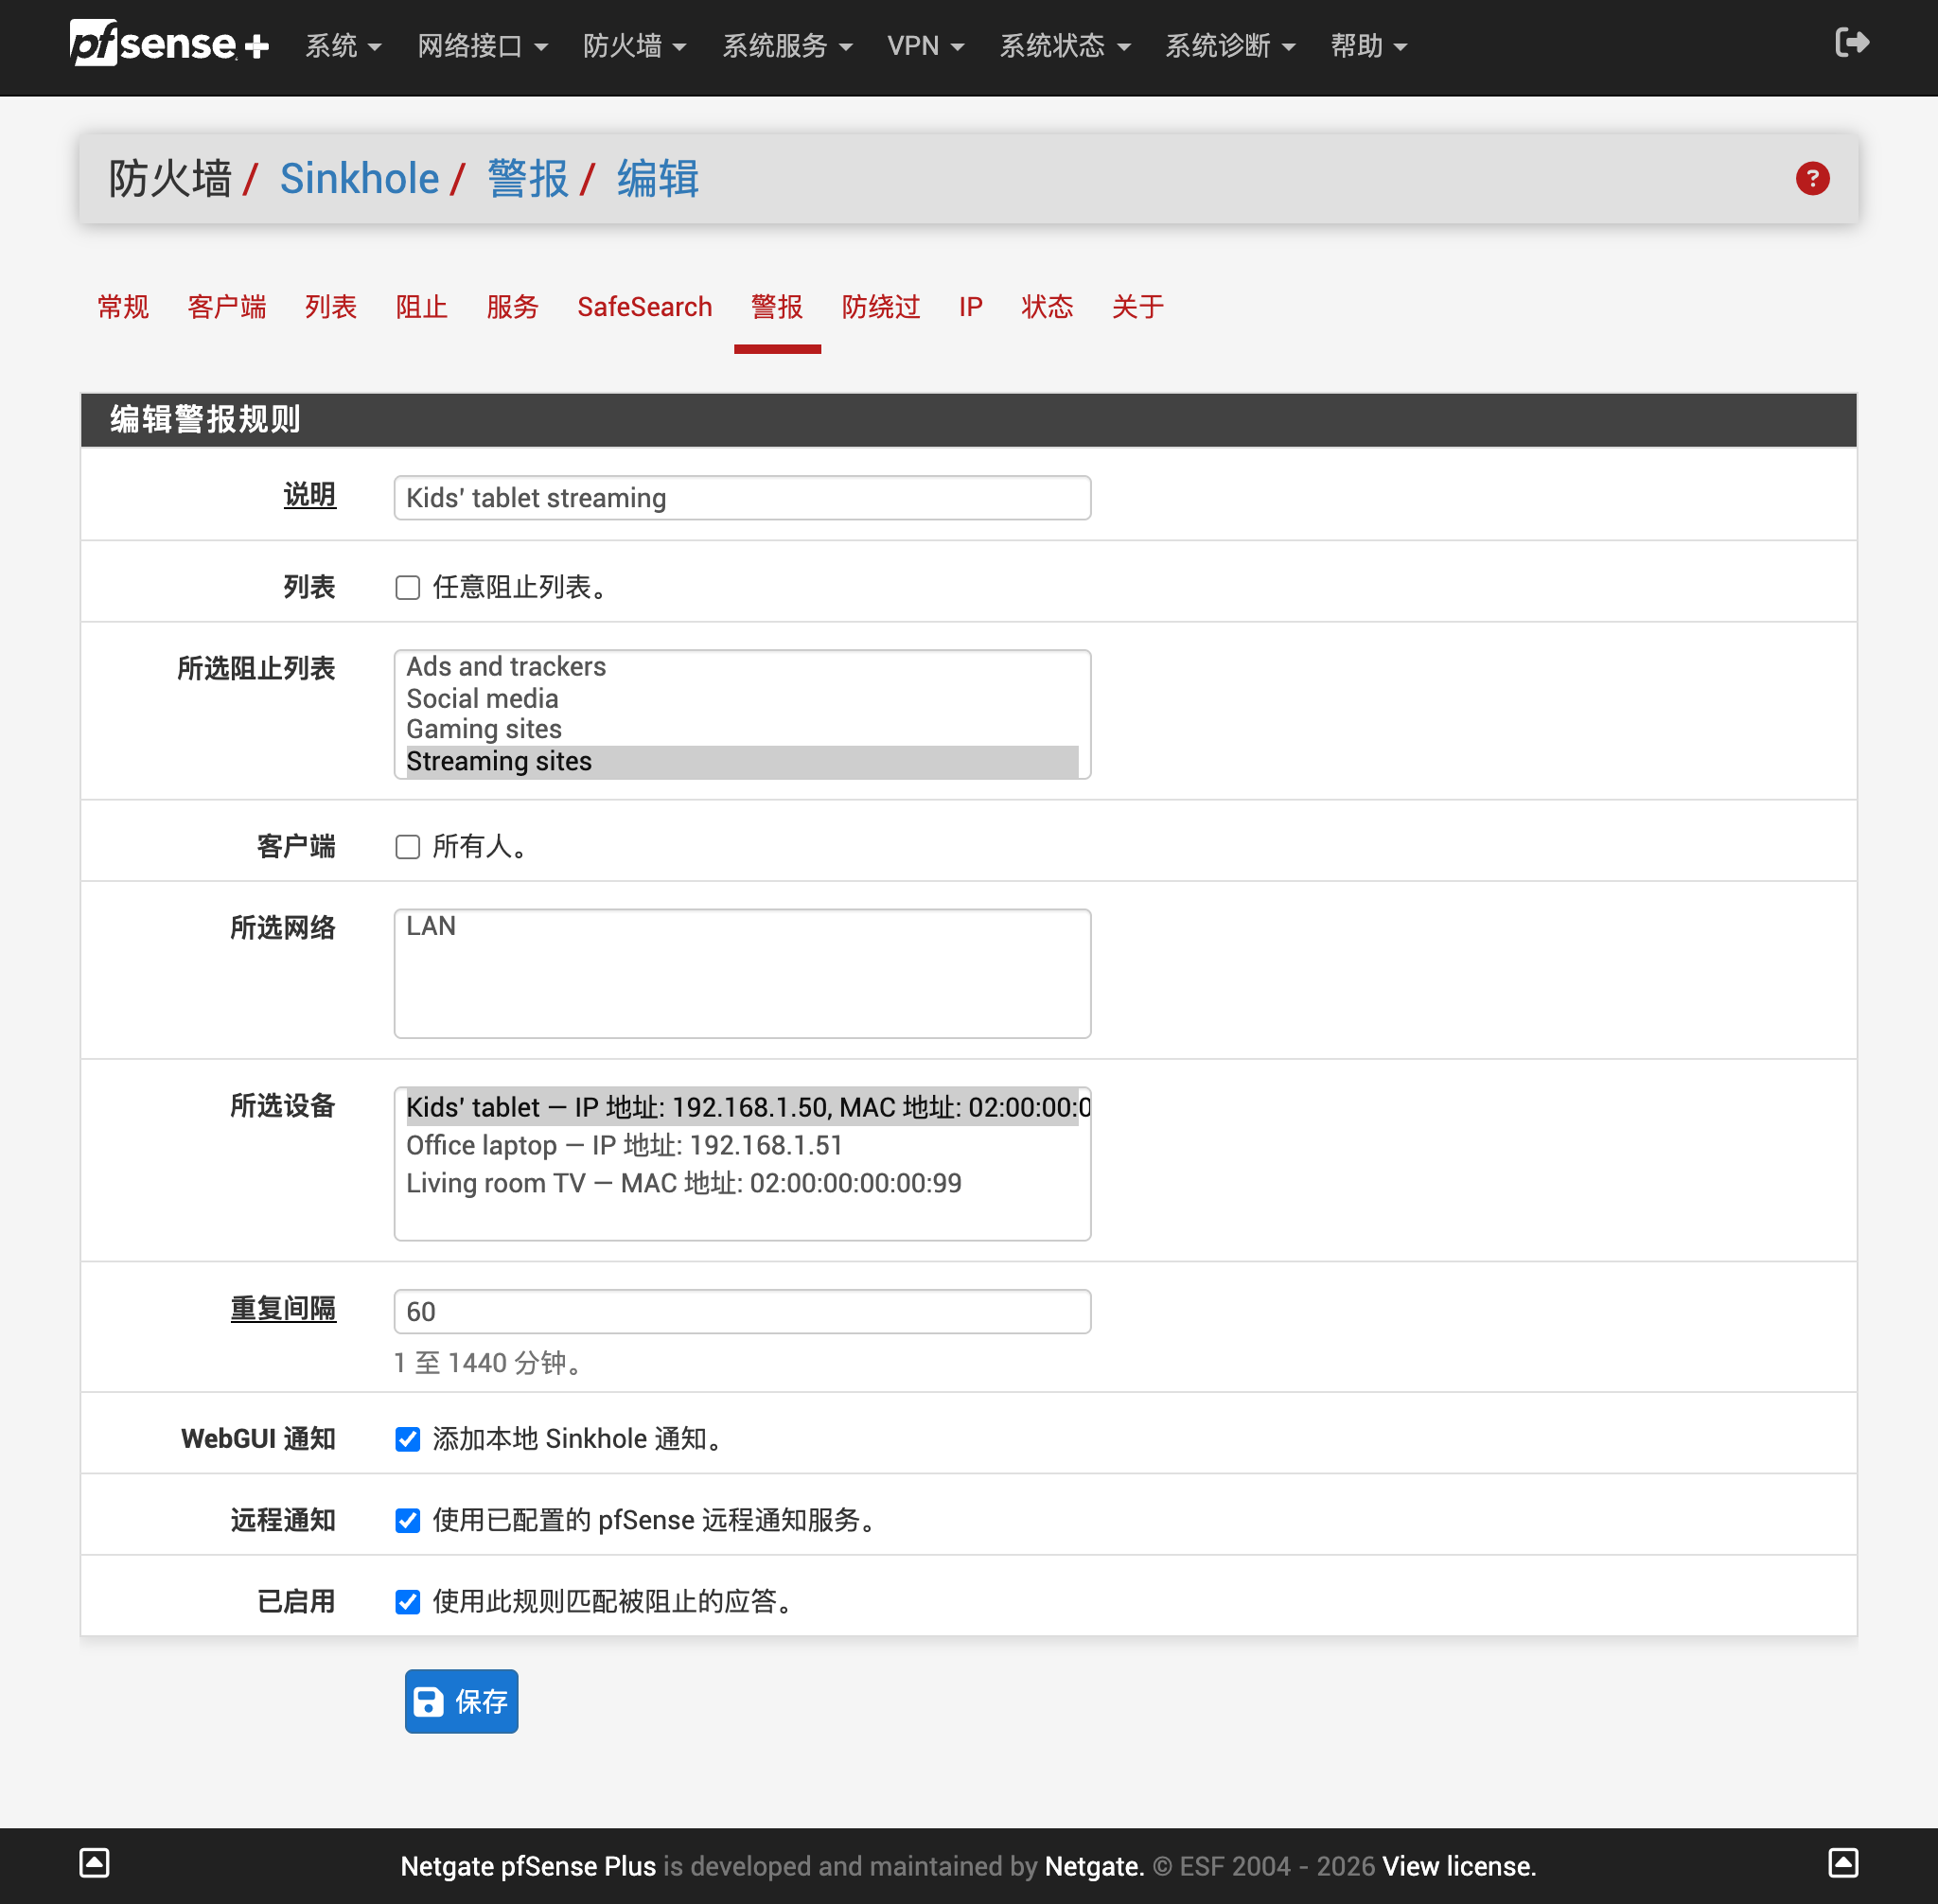 pfsense+ 系统 网络接口 防火墙 系统服务 VPN 系统状态 系统诊断 帮助
防火墙/ Sinkhole/ 警报/ 编辑 ?
常规 客户端 列表 阻止 服务 SafeSearch 警报 防绕过 IP 状态 关于
编辑警报规则
说明 Kids' tablet streaming
列表 任意阻止列表。
所选阻止列表 Ads and trackers
Social media
Gaming sites
Streaming sites
客户端 所有人。
所选网络 LAN
所选设备 Kids' tablet — IP 地址: 192.168.1.50, MAC 地址: 02:00:00:0
Office laptop — IP 地址: 192.168.1.51
Living room TV — MAC 地址: 02:00:00:00:00:99
重复间隔 60
1 至 1440 分钟。
WebGUI 通知 添加本地 Sinkhole 通知。
远程通知 使用已配置的 pfSense 远程通知服务。
已启用 使用此规则匹配被阻止的应答。
保存
Netgate pfSense Plus is developed and maintained by Netgate. © ESF 2004 - 2026 View license.